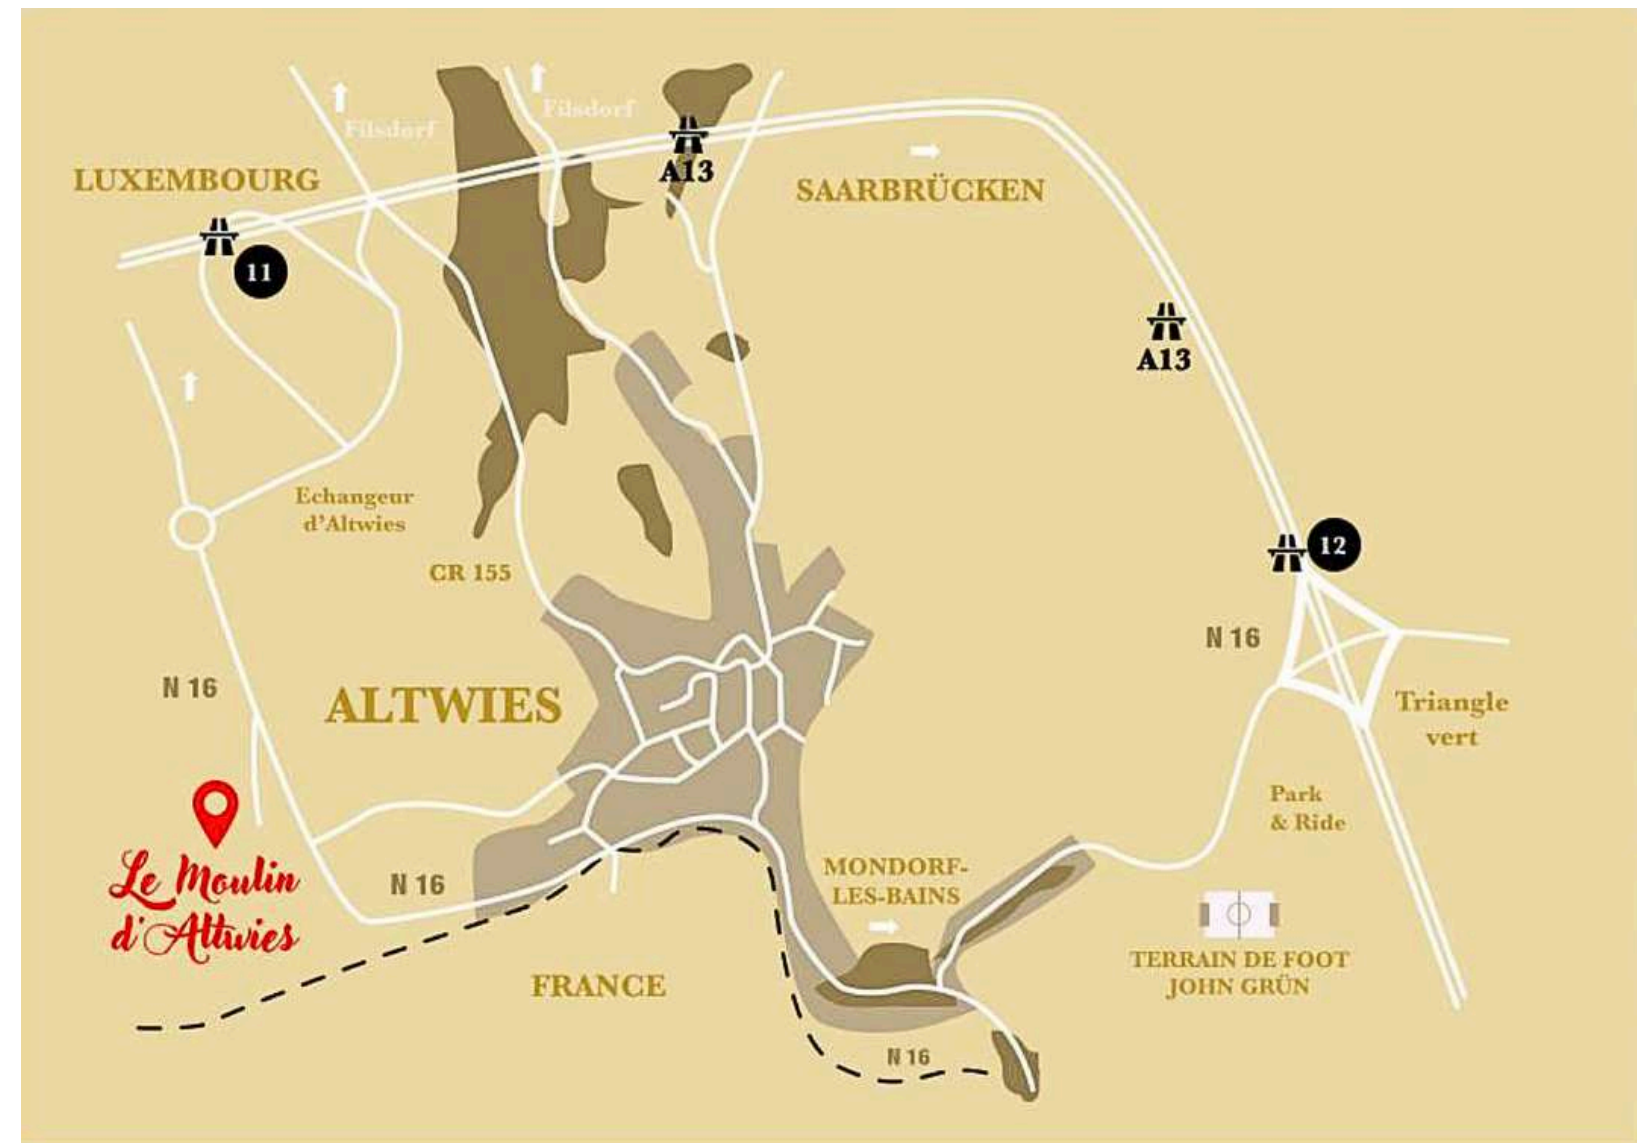 Filsdorf
Filsdorf
LUXEMBOURG
A13
SAARBRÜCKEN
11
A13
Echangeur
d'Altwies
CR 155
12
N 16
N 16
ALTWIES
Triangle
vert
Park
& Ride
Le Moulin
d'Altwies
N 16
MONDORF-
LES-BAINS
FRANCE
TERRAIN DE FOOT
JOHN GRÜN
N 16